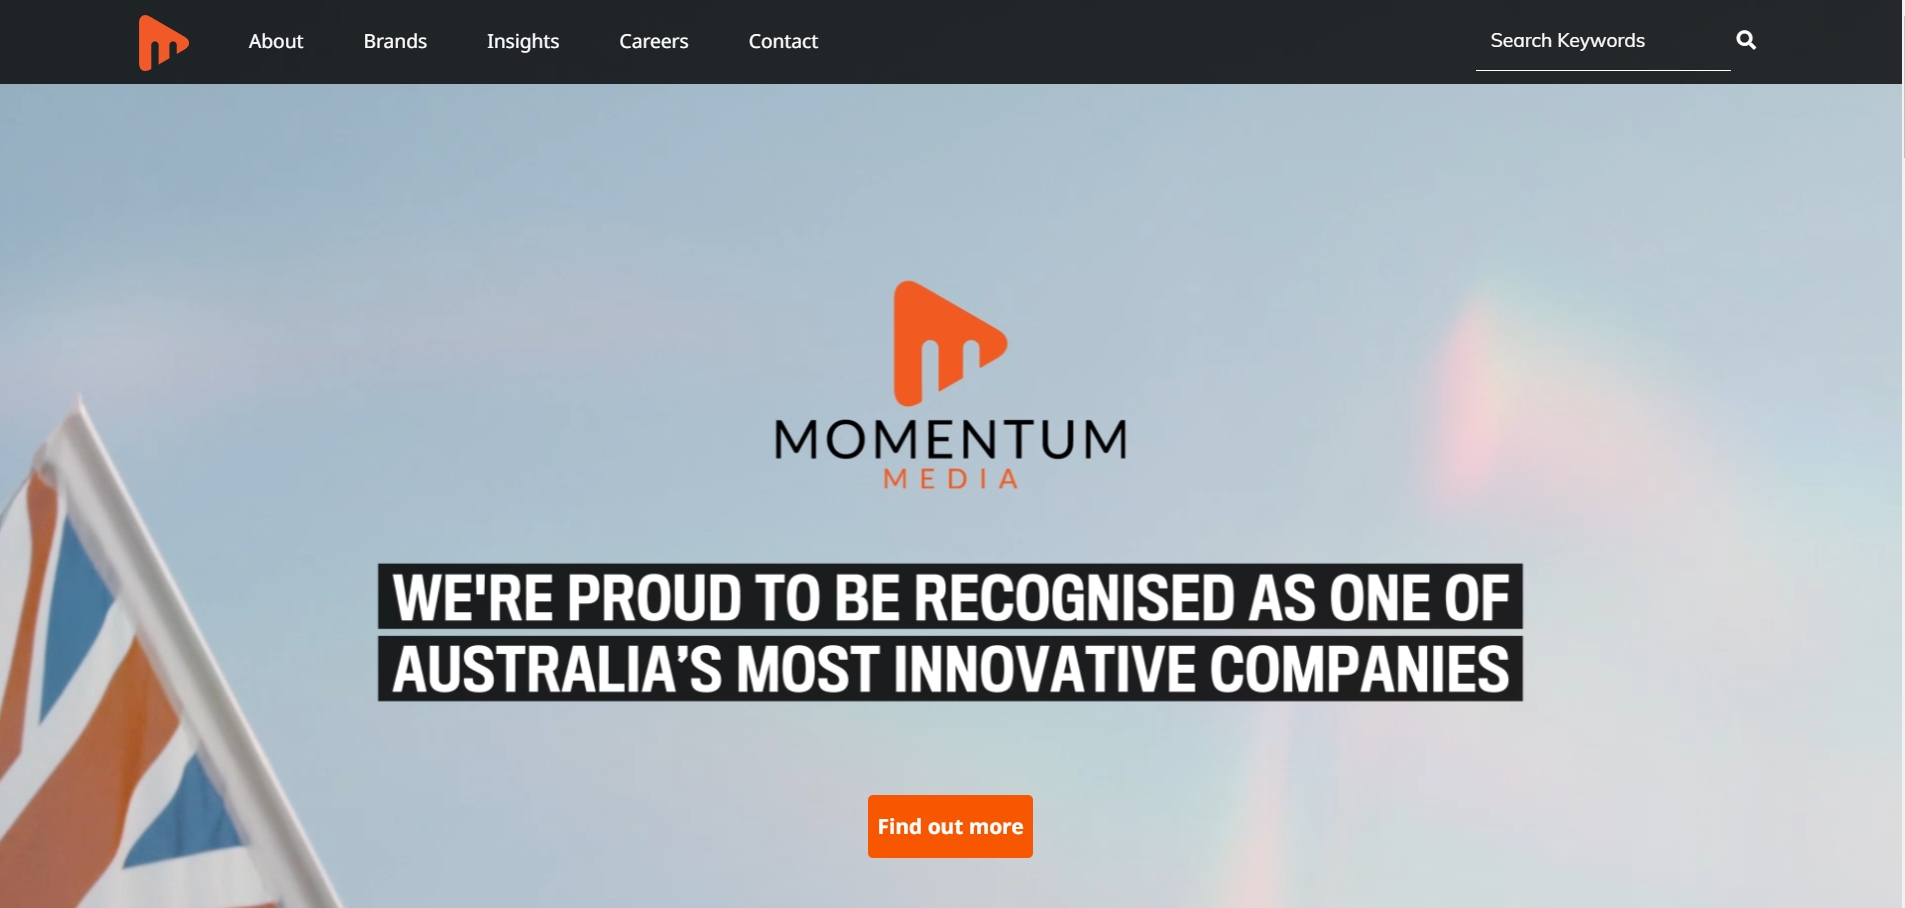 About
Brands
Insights
Careers
Contact
Search Keywords
MOMENTUM
MEDIA
WE'RE PROUD TO BE RECOGNISED AS ONE OF
AUSTRALIA’S MOST INNOVATIVE COMPANIES
Find out more